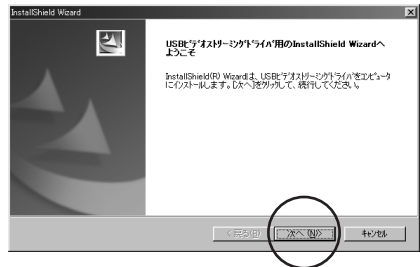 InstallShield Wizard
USBﾋﾞﾃﾞｵｽﾄﾘｰﾐﾝｸﾞﾄﾞﾗｲﾊﾞ用のInstallShield Wizardへ
ようこそ
InstallShield(R) Wizardは、USBﾋﾞﾃﾞｵｽﾄﾘｰﾐﾝｸﾞﾄﾞﾗｲﾊﾞをｺﾝﾋﾟｭｰﾀ
にｲﾝｽﾄｰﾙします。[次へ]をｸﾘｯｸして、続行してください。
< 戻る(B) 次へ(N)> ｷｬﾝｾﾙ